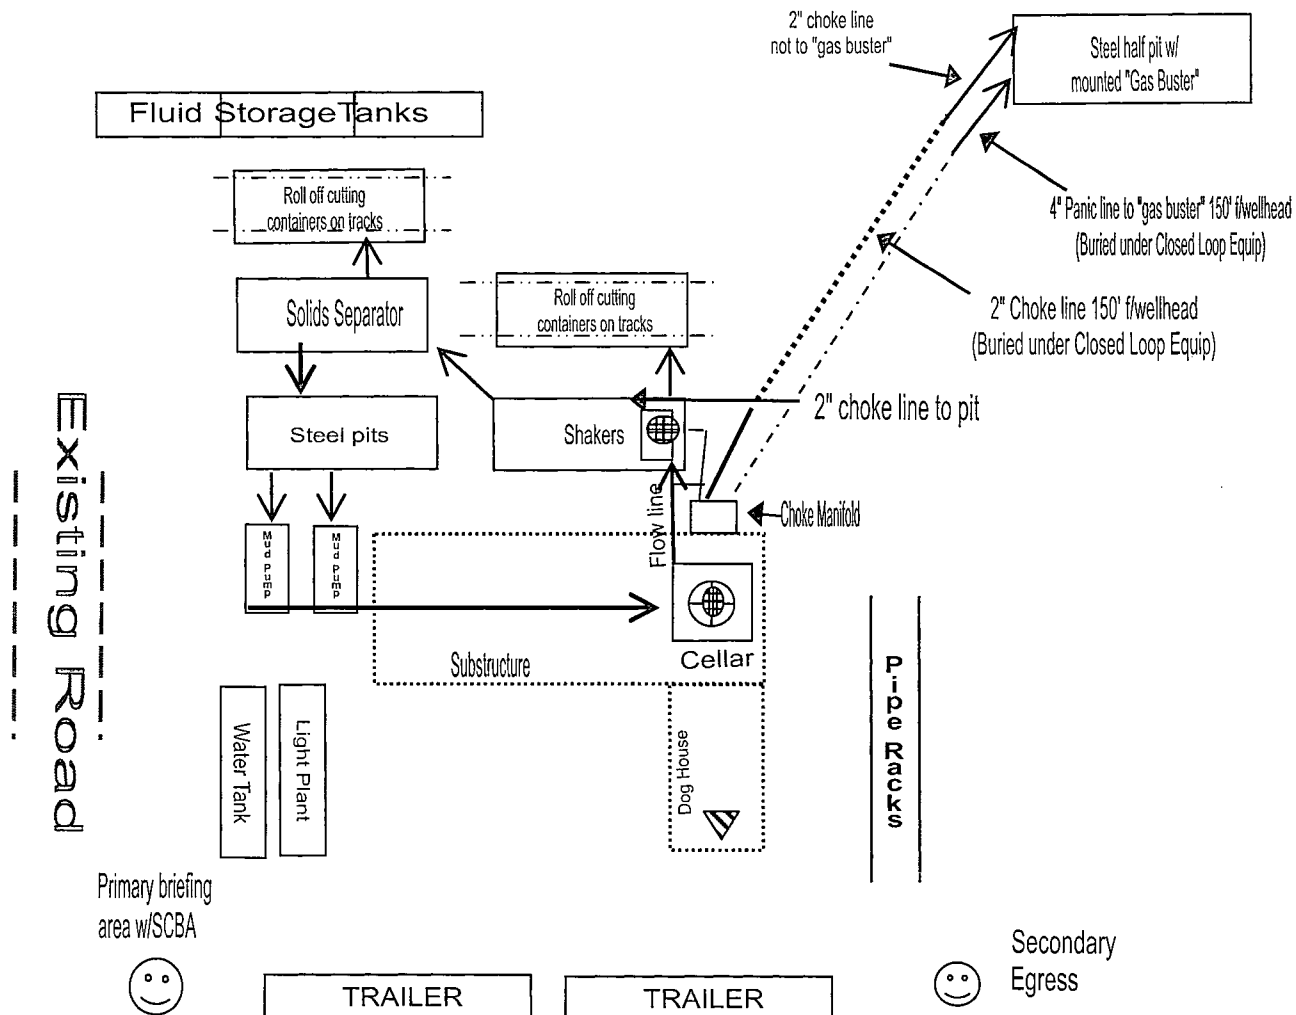 2" choke line
not to "gas buster"
Steel half pit w/
mounted "Gas Buster"
Fluid Storage Tanks
Roll off cutting
containers on tracks
4" Panic line to "gas buster" 150' f/wellhead
(Buried under Closed Loop Equip)
Solids Separator
Roll off cutting
containers on tracks
2" Choke line 150' f/wellhead
(Buried under Closed Loop Equip)
Existing Road
Steel pits
Shakers
2" choke line to pit
Flow line
Choke Manifold
Mud Pump
Mud Pump
Substructure
Cellar
Pipe Racks
Water Tank
Light Plant
Dog House
Primary briefing
area w/SCBA
Secondary
Egress
TRAILER
TRAILER